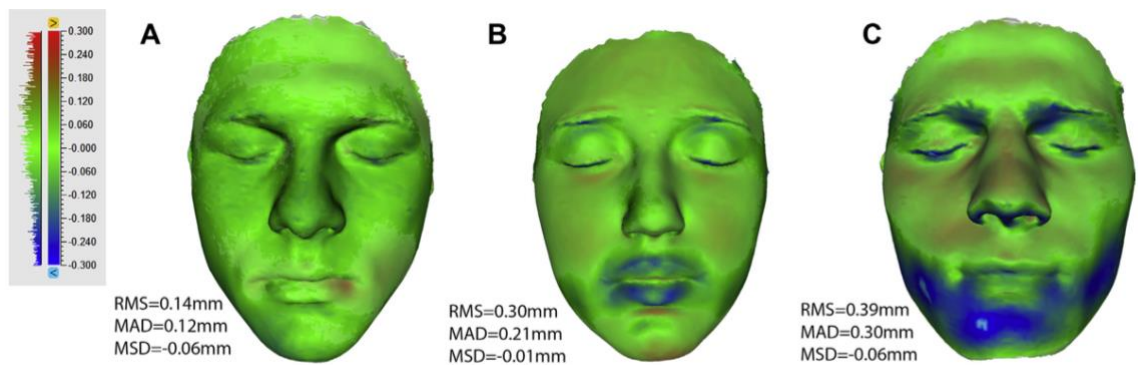 >
0.300
0.240
0.180
0.120
0.060
-0.000
-0.060
-0.120
-0.180
-0.240
-0.300
<
A
RMS=0.14mm
MAD=0.12mm
MSD=-0.06mm
B
RMS=0.30mm
MAD=0.21mm
MSD=-0.01mm
C
RMS=0.39mm
MAD=0.30mm
MSD=-0.06mm